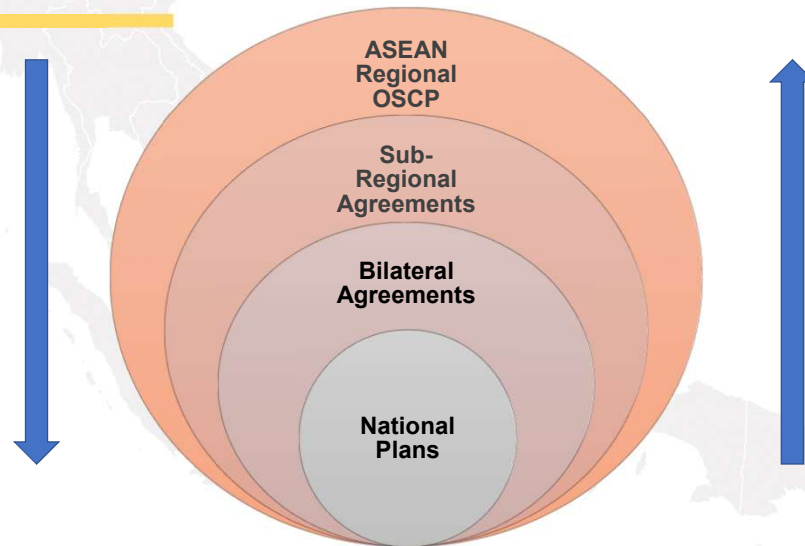 ASEAN
Regional
OSCP
Sub-
Regional
Agreements
Bilateral
Agreements
National
Plans